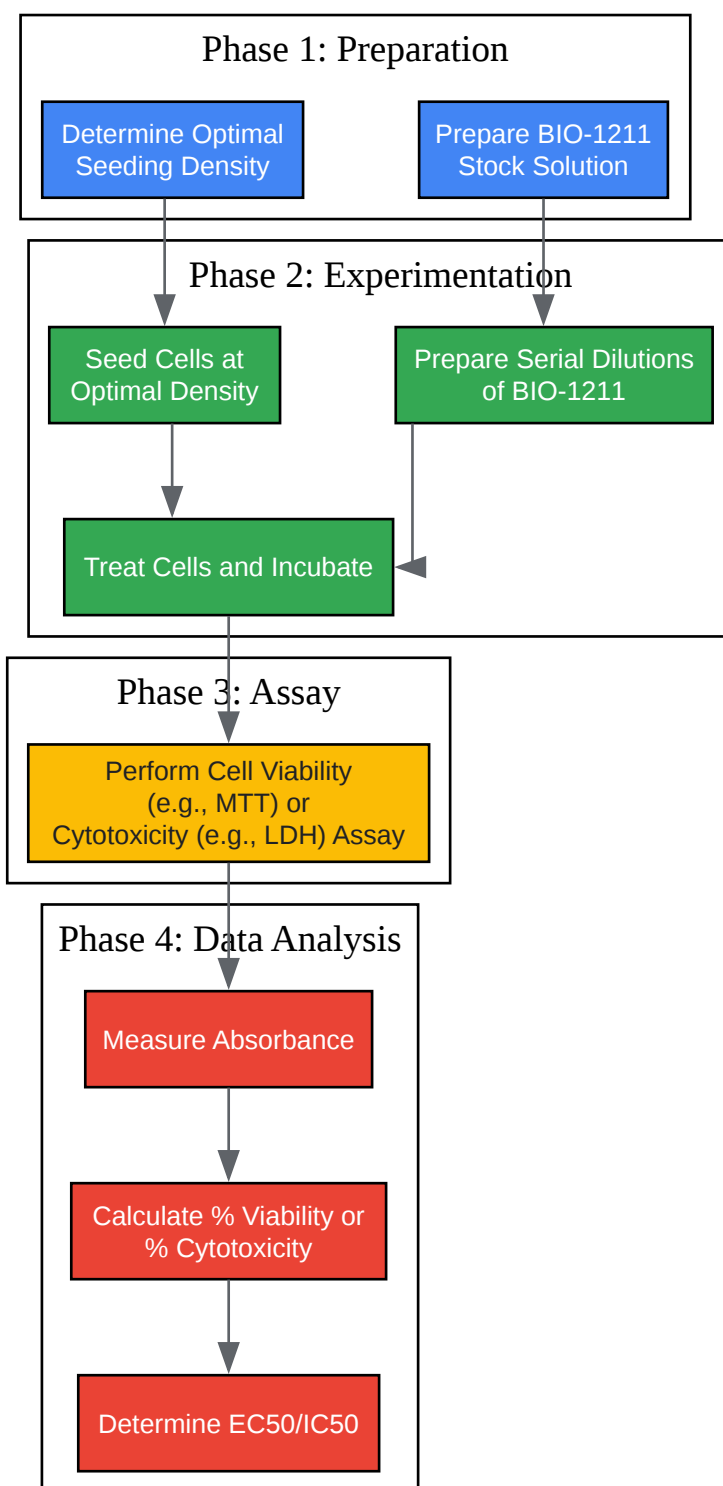 Phase 1: Preparation
Determine Optimal
Seeding Density
Prepare BIO-1211
Stock Solution
Phase 2: Experimentation
Seed Cells at
Optimal Density
Prepare Serial Dilutions
of BIO-1211
Treat Cells and Incubate
Phase 3: Assay
Perform Cell Viability
(e.g., MTT) or
Cytotoxicity (e.g., LDH) Assay
Phase 4: Data Analysis
Measure Absorbance
Calculate % Viability or
% Cytotoxicity
Determine EC50/IC50